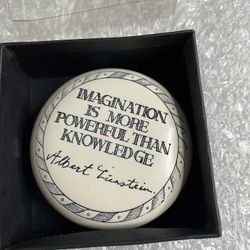 IMAGINATION
IS MORE
POWERFUL THAN
KNOWLEDGE
Albert Einstein